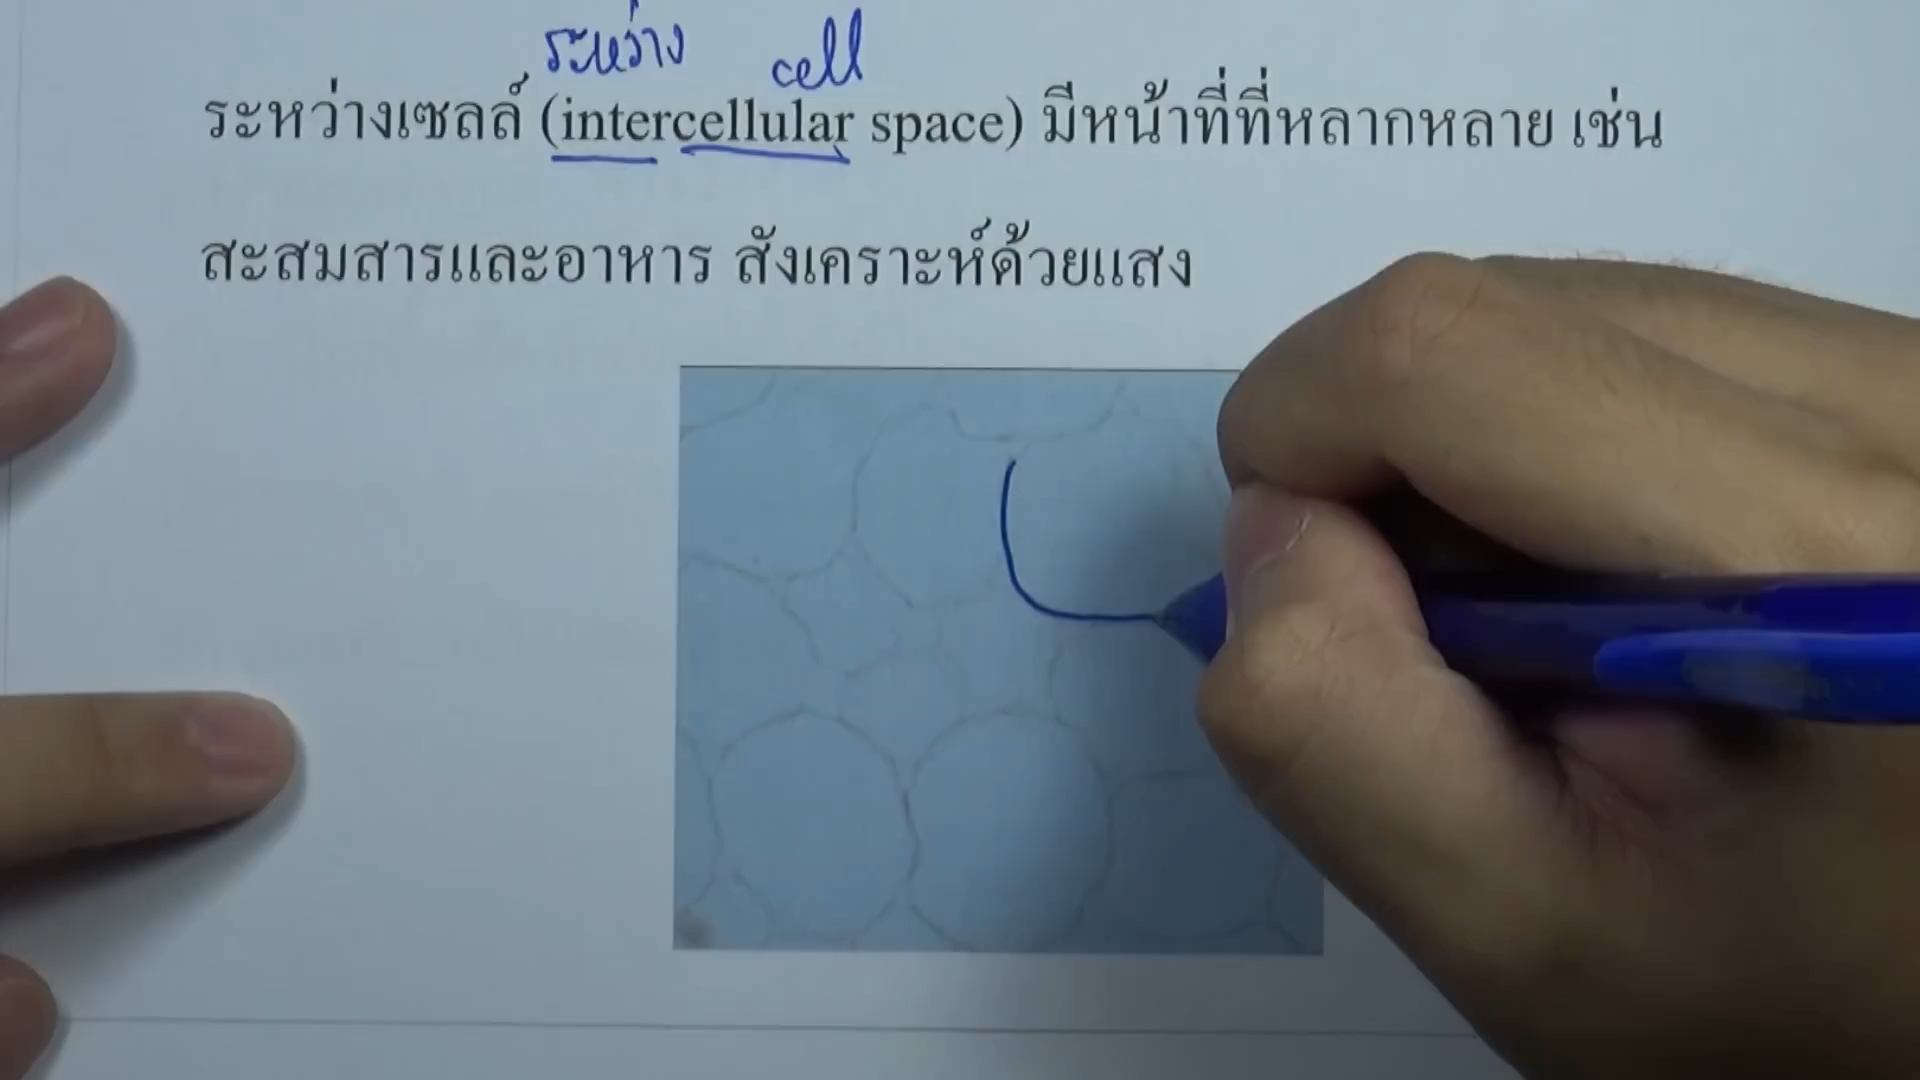 ระหว่าง cell
ระหว่างเซลล์ (intercellular space) มีหน้าที่ที่หลากหลาย เช่น
สะสมสารและอาหาร สังเคราะห์ด้วยแสง